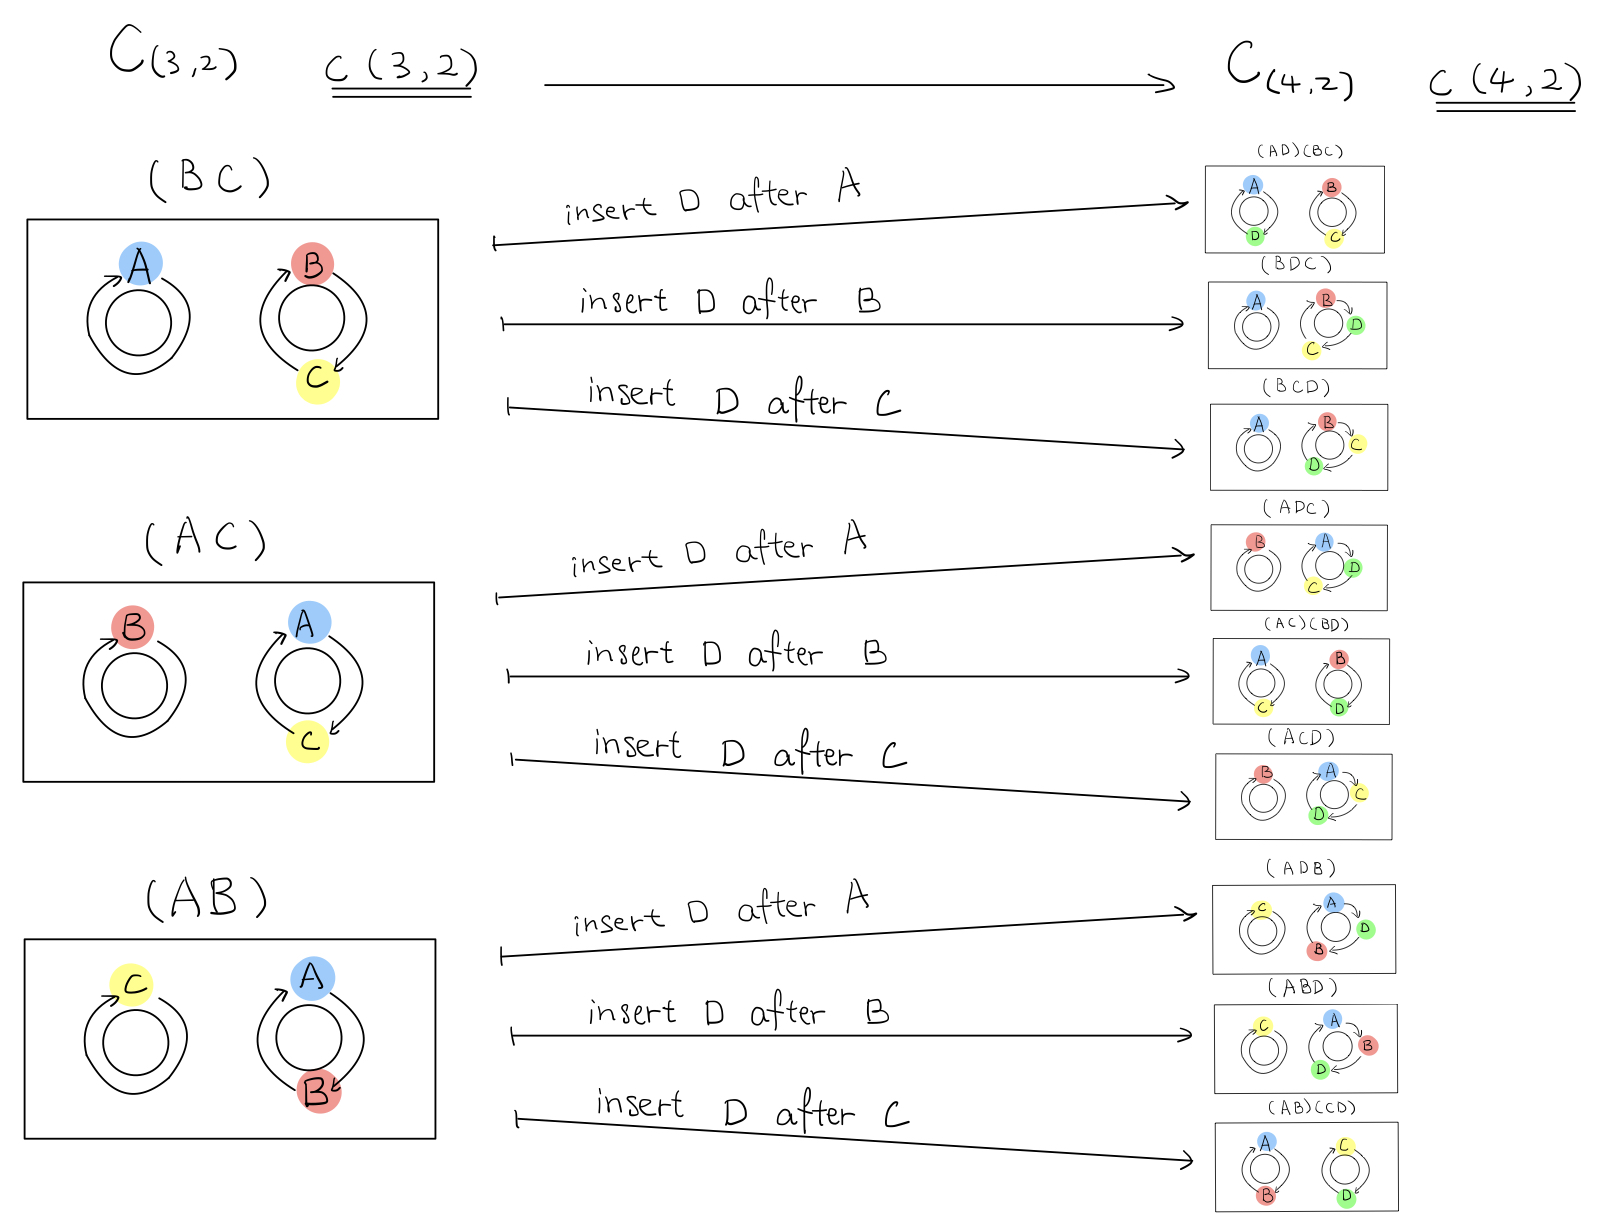 C(3,2) c(3,2) C(4,2) c(4,2)
(BC)
A B
C
insert D after A
insert D after B
insert D after C
(AD)(BC)
A B
D C
(BDC)
A B
D
C
(BCD)
A B
C
D
(AC)
B A
C
insert D after A
insert D after B
insert D after C
(ADC)
B A
D
C
(AC)(BD)
A B
C D
(ACD)
B A
C
D
(AB)
C A
B
insert D after A
insert D after B
insert D after C
(ADB)
C A
D
B
(ABD)
C A
B
D
(AB)(CD)
A C
B D